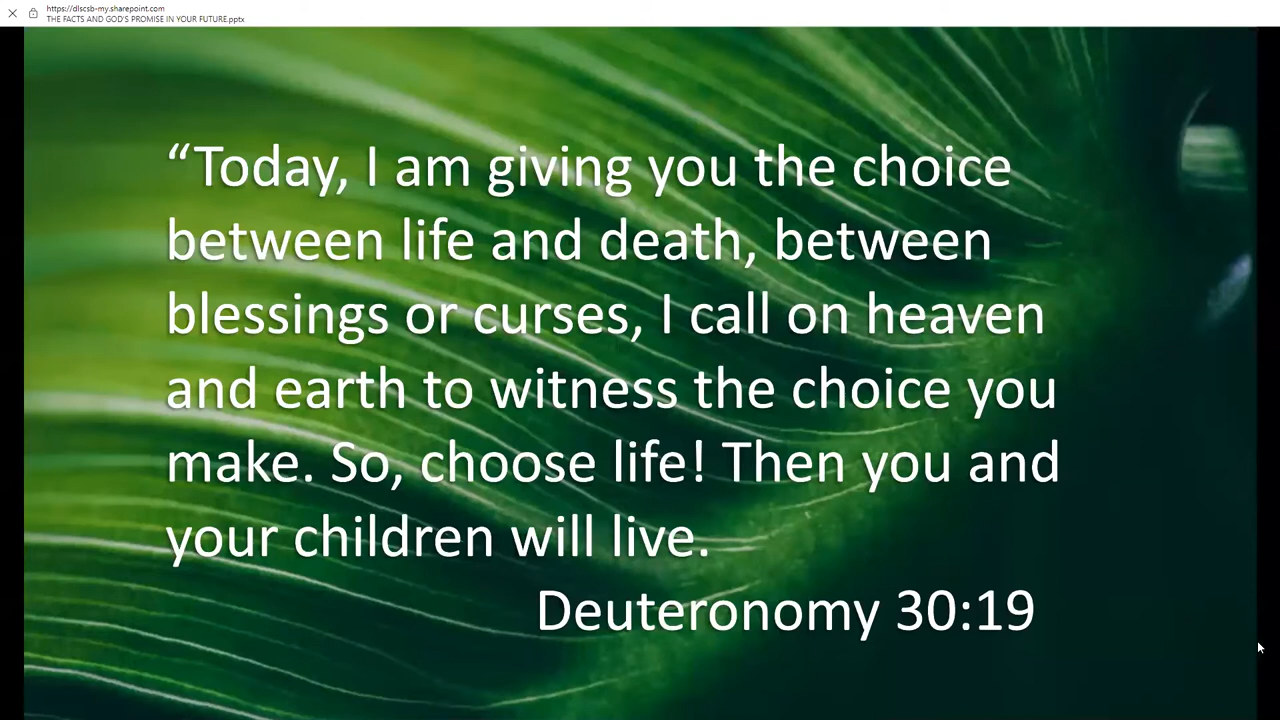 https://dlscsb-my.sharepoint.com
THE FACTS AND GOD'S PROMISE IN YOUR FUTURE.pptx
“Today, I am giving you the choice
between life and death, between
blessings or curses, I call on heaven
and earth to witness the choice you
make. So, choose life! Then you and
your children will live.
Deuteronomy 30:19